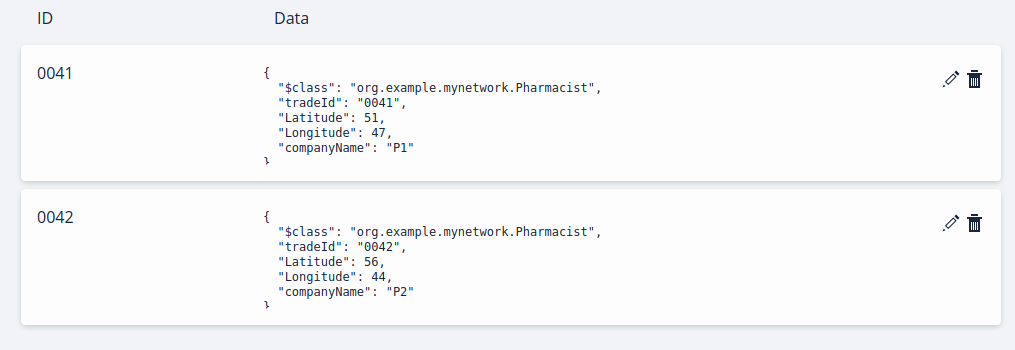 ID Data
0041
{
"$class": "org.example.mynetwork.Pharmacist",
"tradeId": "0041",
"Latitude": 51,
"Longitude": 47,
"companyName": "P1"
}
0042
{
"$class": "org.example.mynetwork.Pharmacist",
"tradeId": "0042",
"Latitude": 56,
"Longitude": 44,
"companyName": "P2"
}